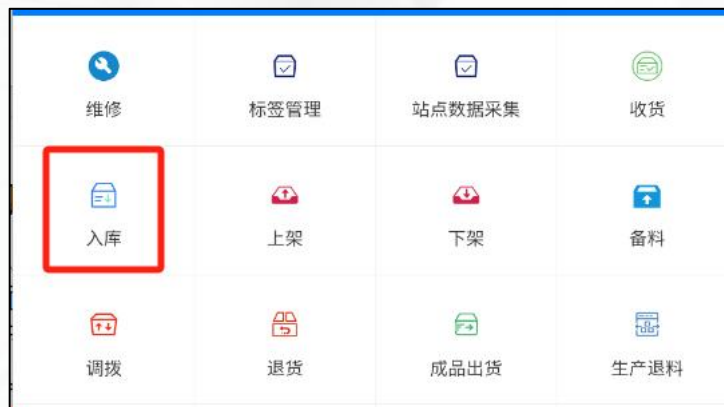 维修 标签管理 站点数据采集 收货
入库 上架 下架 备料
调拨 退货 成品出货 生产退料